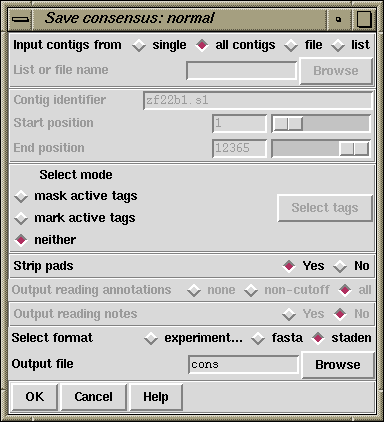 Save consensus: normal
Input contigs from single all contigs file list
List or file name Browse
Contig identifier zf22b1.s1
Start position 1
End position 12365
Select mode
mask active tags
mark active tags
Select tags
neither
Strip pads Yes No
Output reading annotations none non-cutoff all
Output reading notes Yes No
Select format experiment... fasta staden
Output file cons Browse
OK Cancel Help